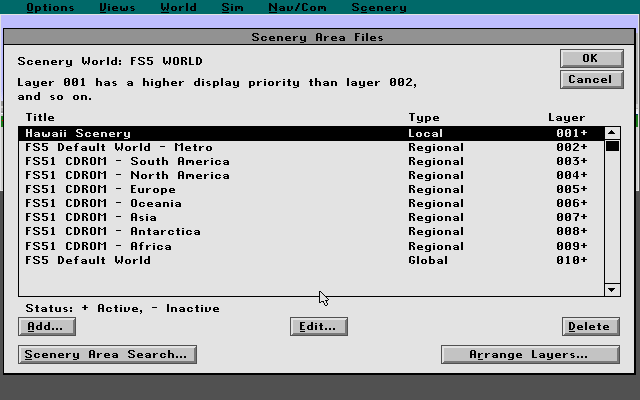 Options Views World Sim Nav/Com Scenery
Scenery Area Files
Scenery World: FS5 WORLD
OK
Layer 001 has a higher display priority than layer 002,
and so on.
Cancel
Title Type Layer
Hawaii Scenery Local 001+
FS5 Default World - Metro Regional 002+
FS51 CDROM - South America Regional 003+
FS51 CDROM - North America Regional 004+
FS51 CDROM - Europe Regional 005+
FS51 CDROM - Oceania Regional 006+
FS51 CDROM - Asia Regional 007+
FS51 CDROM - Antarctica Regional 008+
FS51 CDROM - Africa Regional 009+
FS5 Default World Global 010+
Status: + Active, - Inactive
Add... Edit... Delete
Scenery Area Search... Arrange Layers...